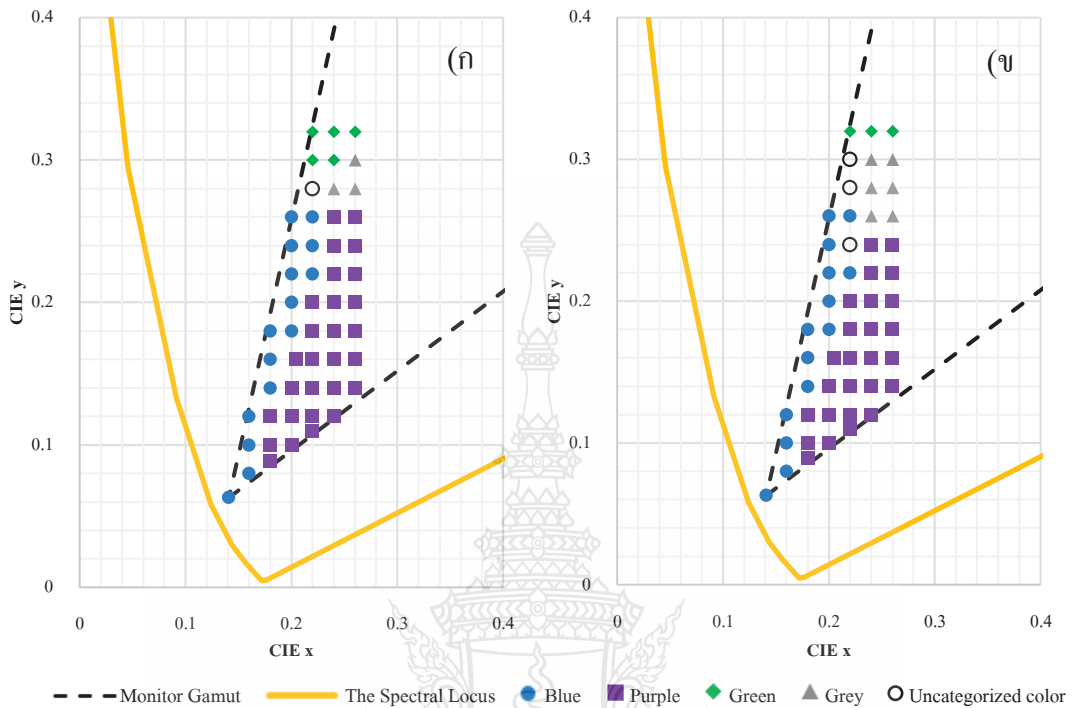 0.4
(ก
0.3
CIE y
0.2
0.1
0
0 0.1 0.2 0.3 0.4
CIE x
0.4
(ข
0.3
CIE y
0.2
0.1
0
0 0.1 0.2 0.3 0.4
CIE x
Monitor Gamut The Spectral Locus Blue Purple Green Grey Uncategorized color